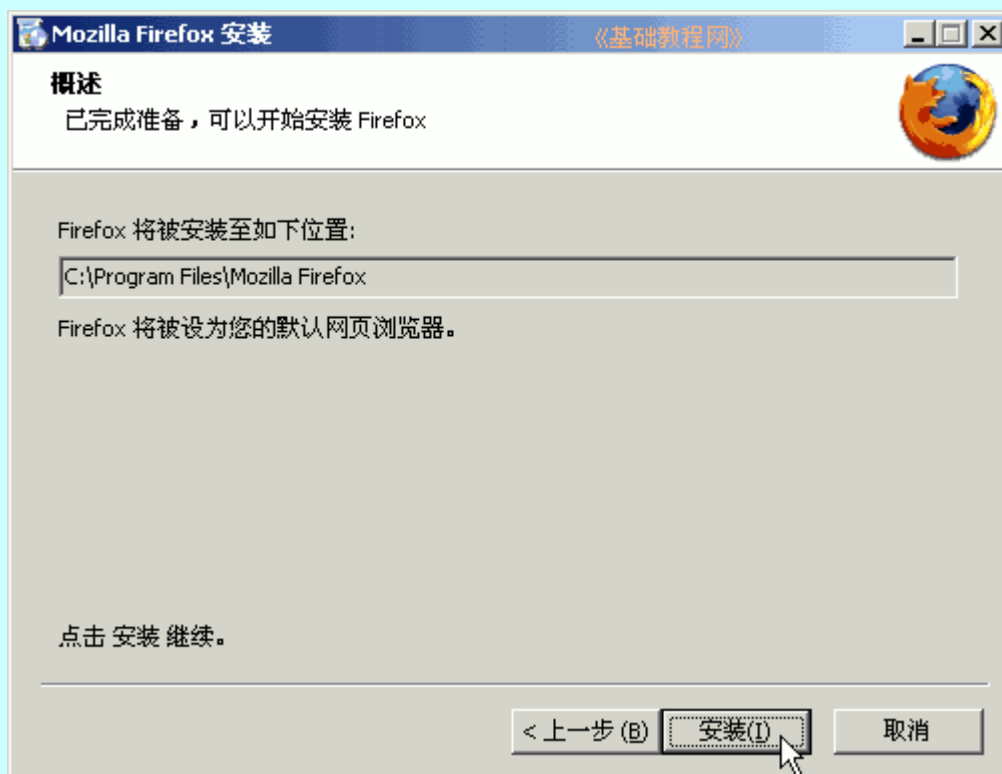 Mozilla Firefox 安装 《基础教程网》
概述
已完成准备，可以开始安装 Firefox
Firefox 将被安装至如下位置:
C:\Program Files\Mozilla Firefox
Firefox 将被设为您的默认网页浏览器。
点击 安装 继续。
< 上一步 (B) 安装(I) 取消